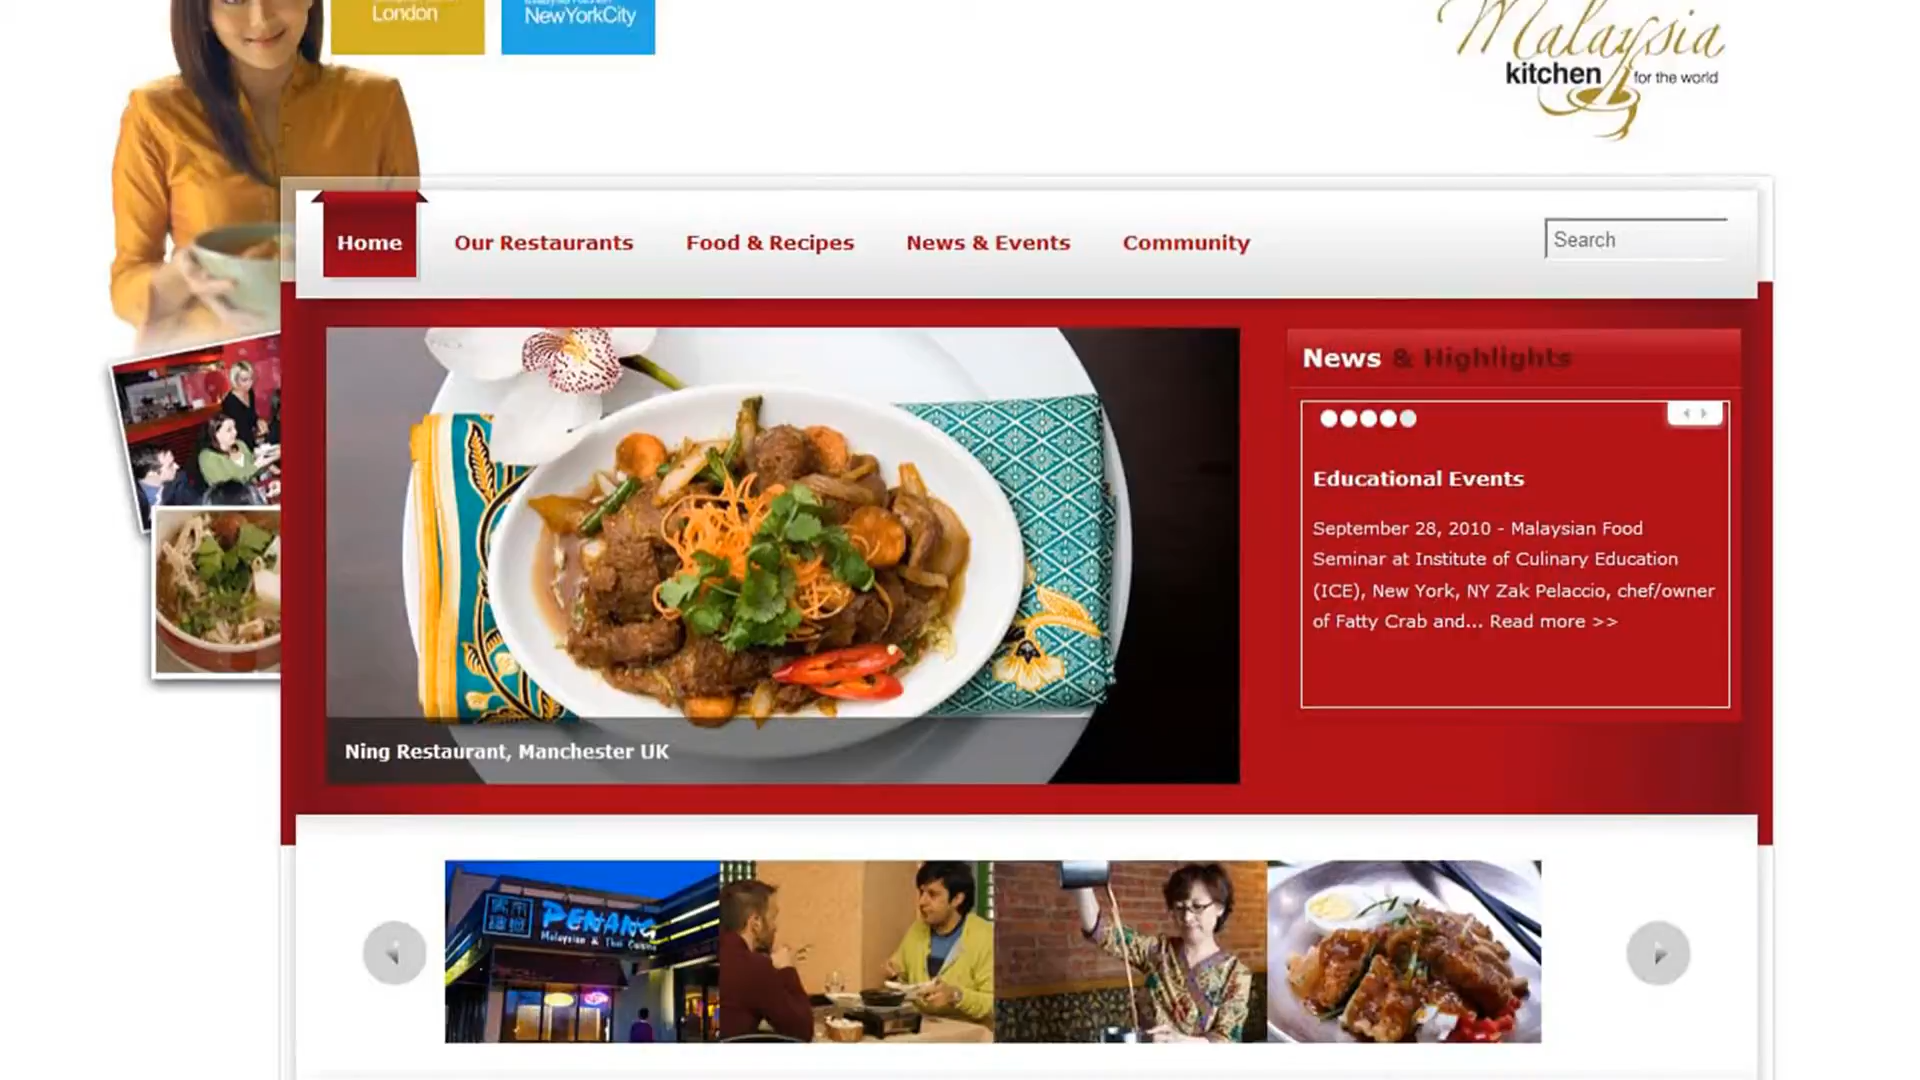 London
NewYorkCity
Malaysia
kitchen for the world
Home
Our Restaurants
Food & Recipes
News & Events
Community
Search
News & Highlights
Educational Events
September 28, 2010 - Malaysian Food
Seminar at Institute of Culinary Education
(ICE), New York, NY Zak Pelaccio, chef/owner
of Fatty Crab and... Read more >>
Ning Restaurant, Manchester UK
PENANG
Malaysian & Thai Cuisine